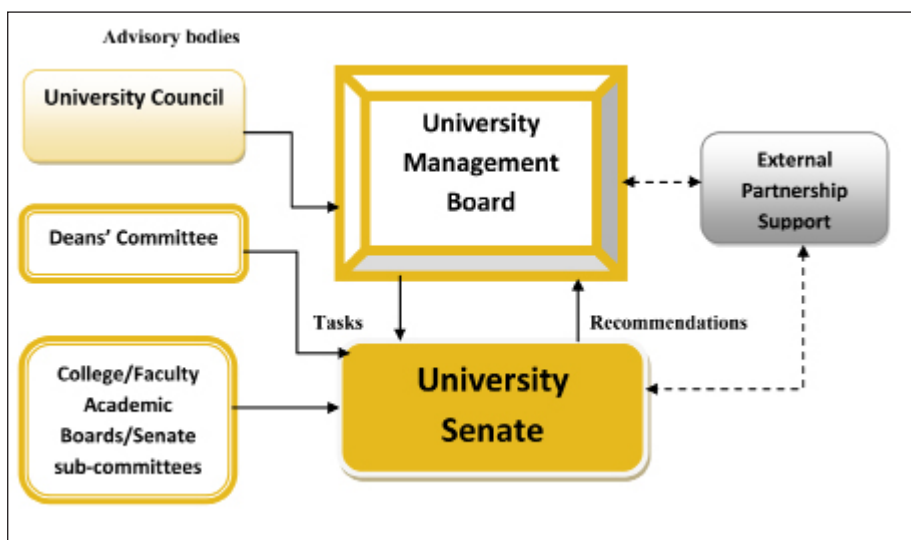 Advisory bodies
University Council
University
Management
Board
External
Partnership
Support
Deans' Committee
Tasks
Recommendations
College/Faculty
Academic
Boards/Senate
sub-committees
University
Senate